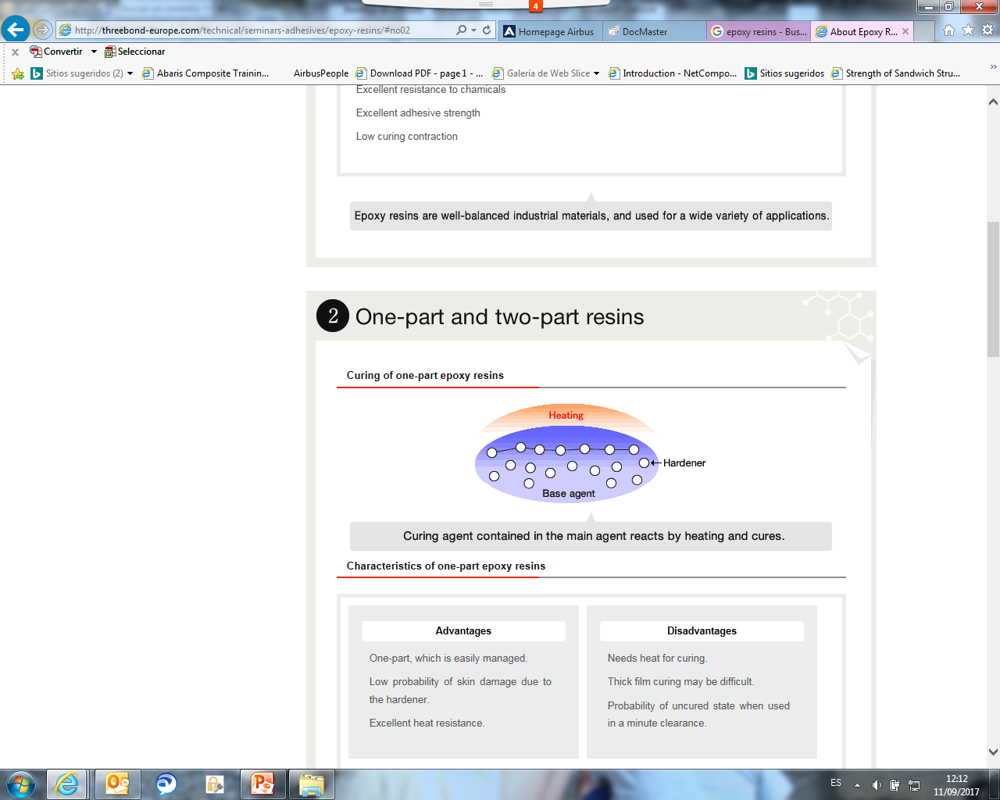 4
http://threebond-europe.com/technical/seminars-adhesives/epoxy-resins/#no02
Homepage Airbus
DocMaster
epoxy resins - Bus...
About Epoxy R...
Convertir
Seleccionar
Sitios sugeridos (2)
Abaris Composite Trainin...
AirbusPeople
Download PDF - page 1 - ...
Galería de Web Slice
Introduction - NetCompo...
Sitios sugeridos
Strength of Sandwich Stru...
Excellent resistance to chamicals
Excellent adhesive strength
Low curing contraction
Epoxy resins are well-balanced industrial materials, and used for a wide variety of applications.
2 One-part and two-part resins
Curing of one-part epoxy resins
Heating
Hardener
Base agent
Curing agent contained in the main agent reacts by heating and cures.
Characteristics of one-part epoxy resins
Advantages
One-part, which is easily managed.
Low probability of skin damage due to
the hardener.
Excellent heat resistance.
Disadvantages
Needs heat for curing.
Thick film curing may be difficult.
Probability of uncured state when used
in a minute clearance.
ES
12:12
11/09/2017